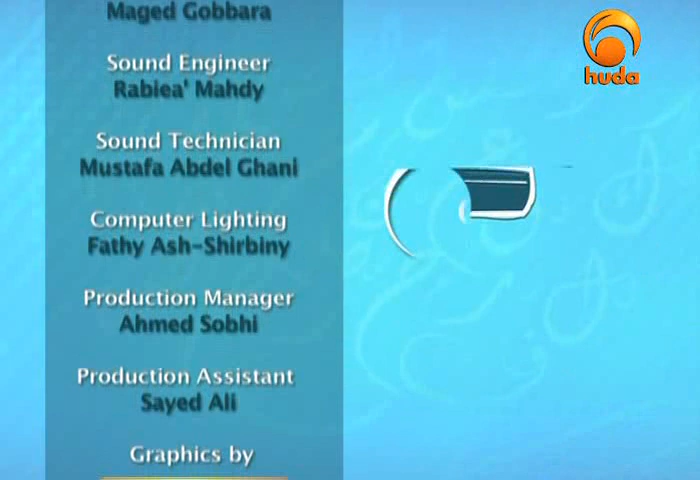 Maged Gobbara
Sound Engineer
Rabiea' Mahdy
Sound Technician
Mustafa Abdel Ghani
Computer Lighting
Fathy Ash-Shirbiny
Production Manager
Ahmed Sobhi
Production Assistant
Sayed Ali
Graphics by
huda